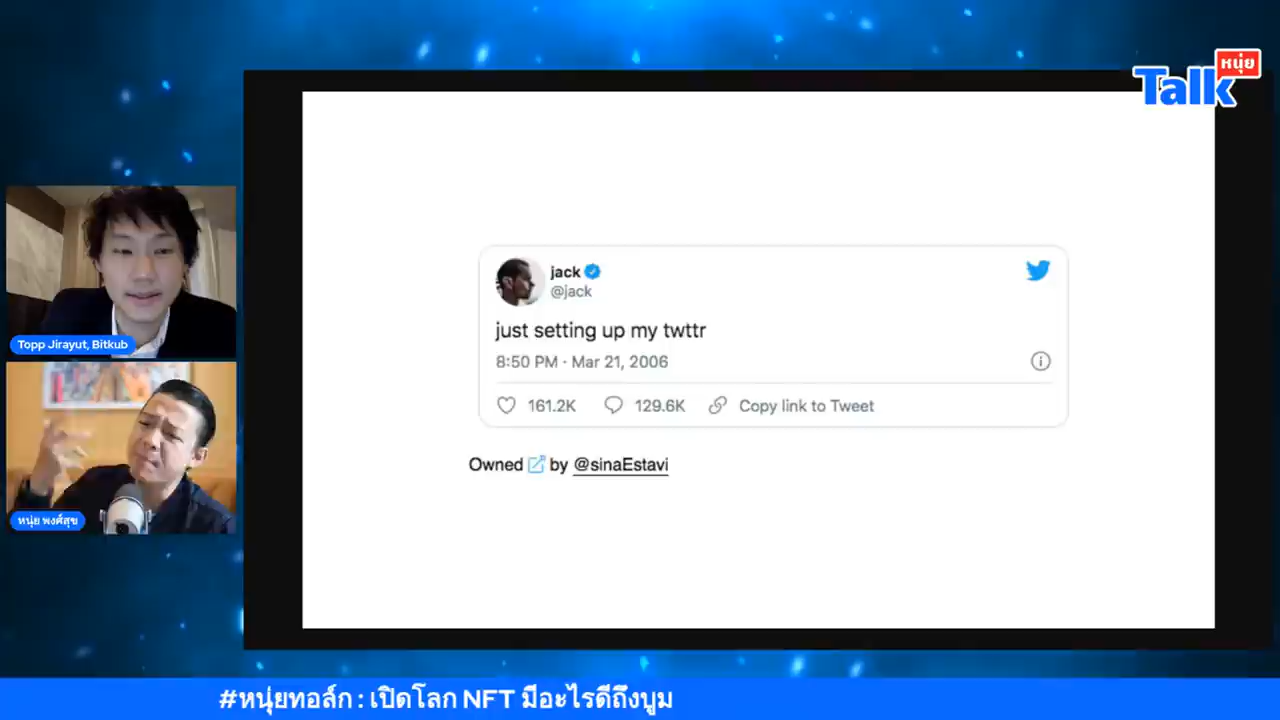 หนุ่ย
Talk
jack
@jack
just setting up my twttr
8:50 PM · Mar 21, 2006
161.2K 129.6K Copy link to Tweet
Owned by @sinaEstavi
Topp Jirayut, Bitkub
หนุ่ย พงศ์สุข
#หนุ่ยทอล์ก : เปิดโลก NFT มีอะไรดีถึงบูม